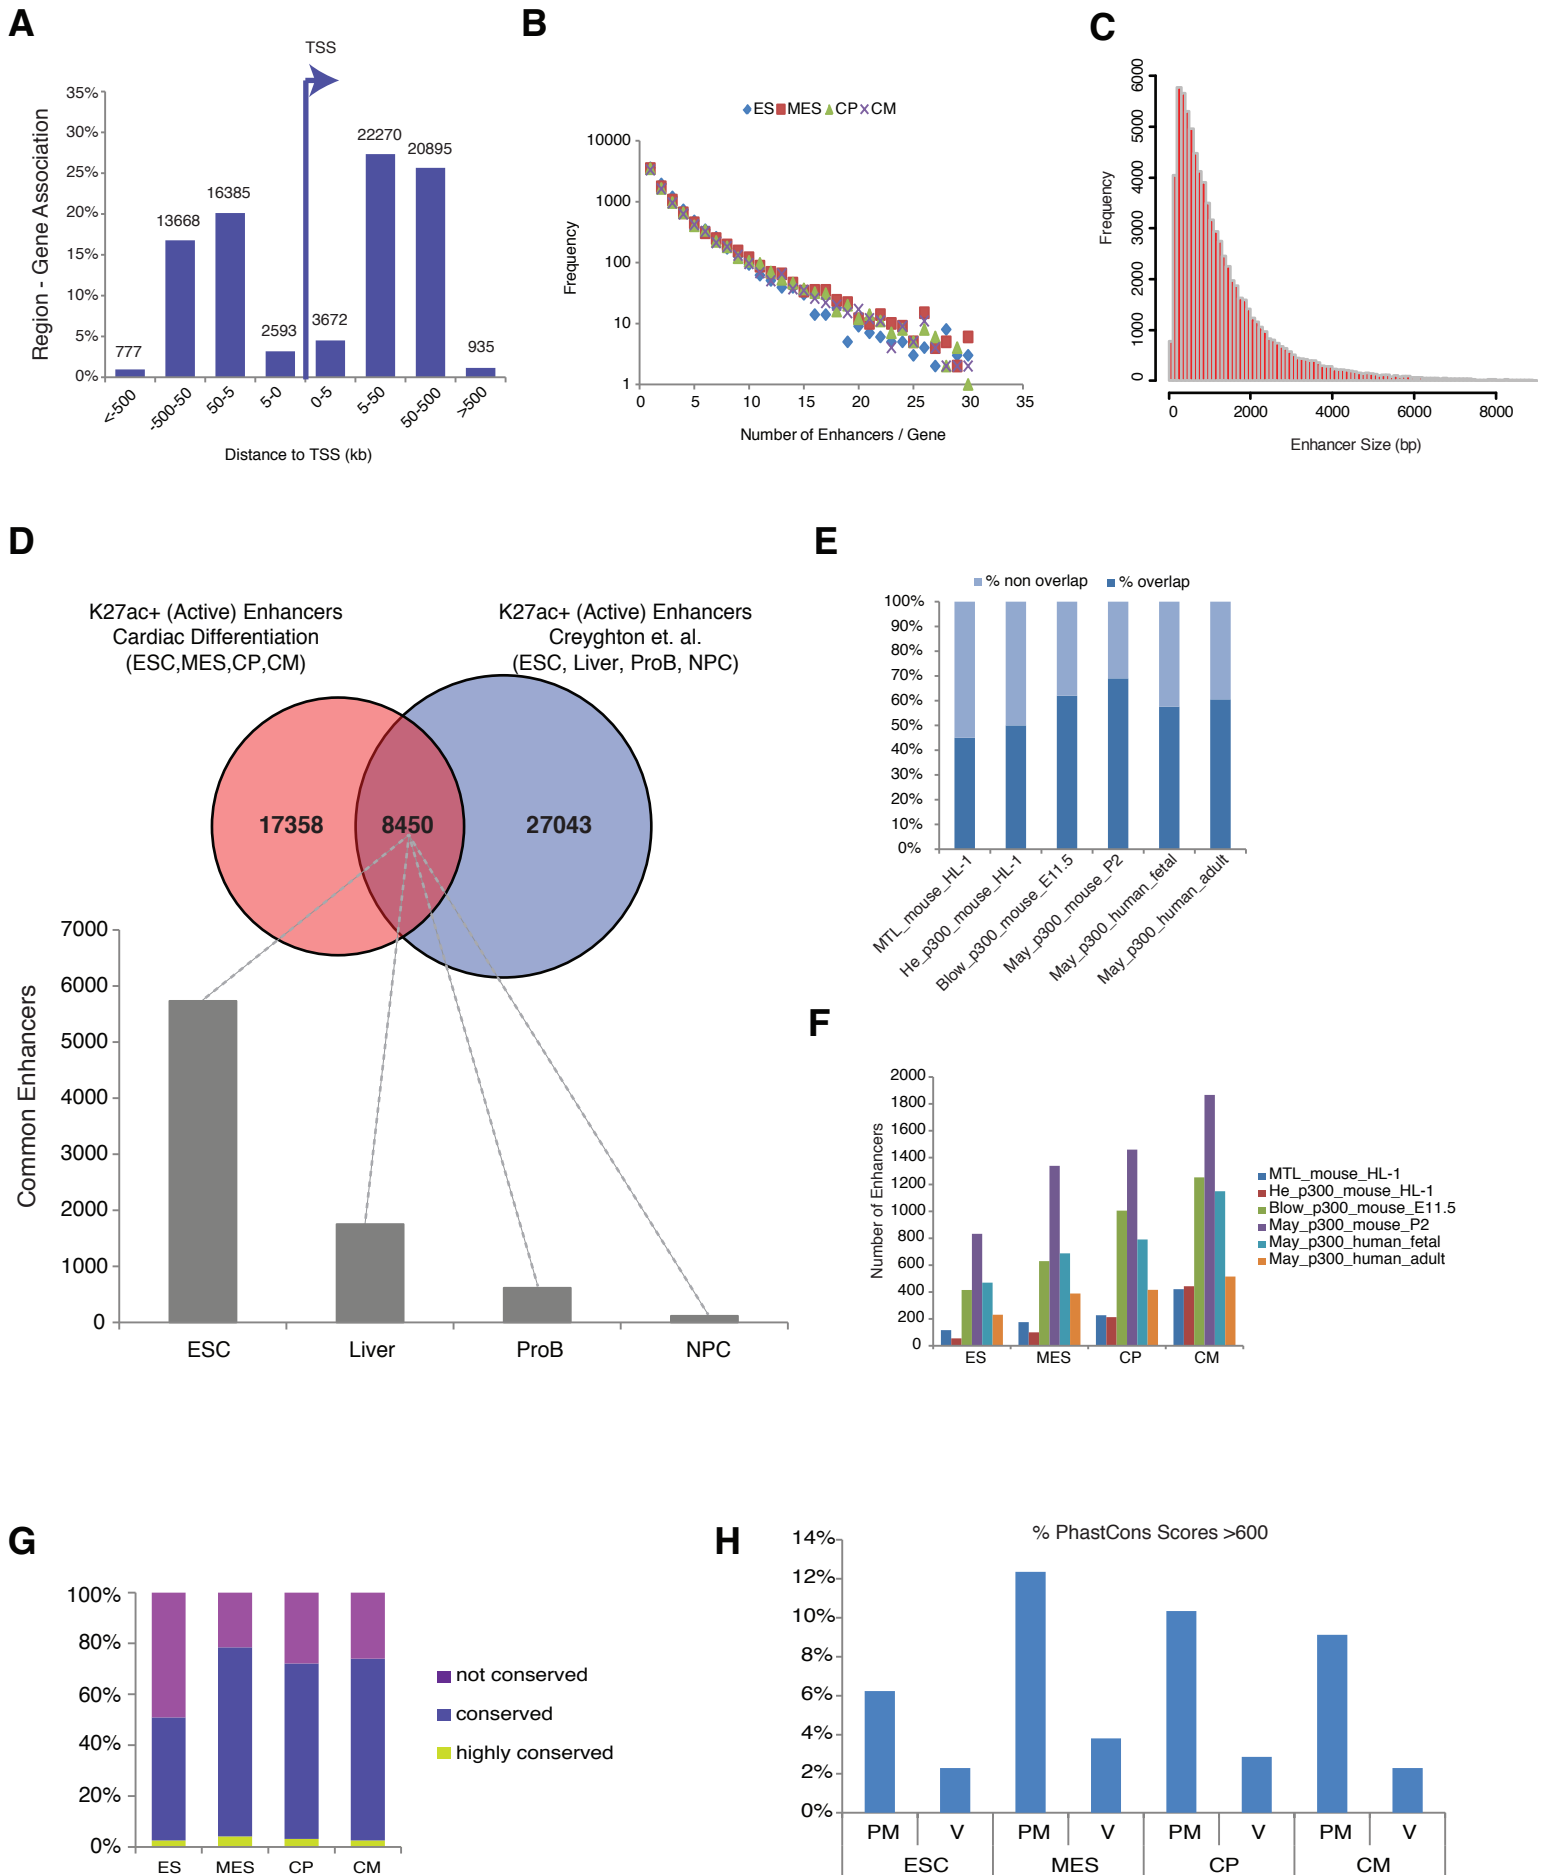 A
TSS
Region - Gene Association
35%
30%
25%
20%
15%
10%
5%
0%
777
13668
16385
2593
3672
22270
20895
935
<-500
-500-50
50-5
5-0
0-5
5-50
50-500
>500
Distance to TSS (kb)
B
ES MES CP CM
Frequency
10000
1000
100
10
1
0 5 10 15 20 25 30 35
Number of Enhancers / Gene
C
Frequency
6000
5000
4000
3000
2000
1000
0
0 2000 4000 6000 8000
Enhancer Size (bp)
D
K27ac+ (Active) Enhancers
Cardiac Differentiation
(ESC,MES,CP,CM)
K27ac+ (Active) Enhancers
Creyghton et. al.
(ESC, Liver, ProB, NPC)
17358
8450
27043
Common Enhancers
7000
6000
5000
4000
3000
2000
1000
0
ESC Liver ProB NPC
E
% non overlap % overlap
100%
90%
80%
70%
60%
50%
40%
30%
20%
10%
0%
MTL_mouse_HL-1
He_p300_mouse_HL-1
Blow_p300_mouse_E11.5
May_p300_mouse_P2
May_p300_human_fetal
May_p300_human_adult
F
Number of Enhancers
2000
1800
1600
1400
1200
1000
800
600
400
200
0
ES MES CP CM
MTL_mouse_HL-1
He_p300_mouse_HL-1
Blow_p300_mouse_E11.5
May_p300_mouse_P2
May_p300_human_fetal
May_p300_human_adult
G
100%
80%
60%
40%
20%
0%
ES MES CP CM
not conserved
conserved
highly conserved
H
% PhastCons Scores >600
14%
12%
10%
8%
6%
4%
2%
0%
PM V PM V PM V PM V
ESC MES CP CM